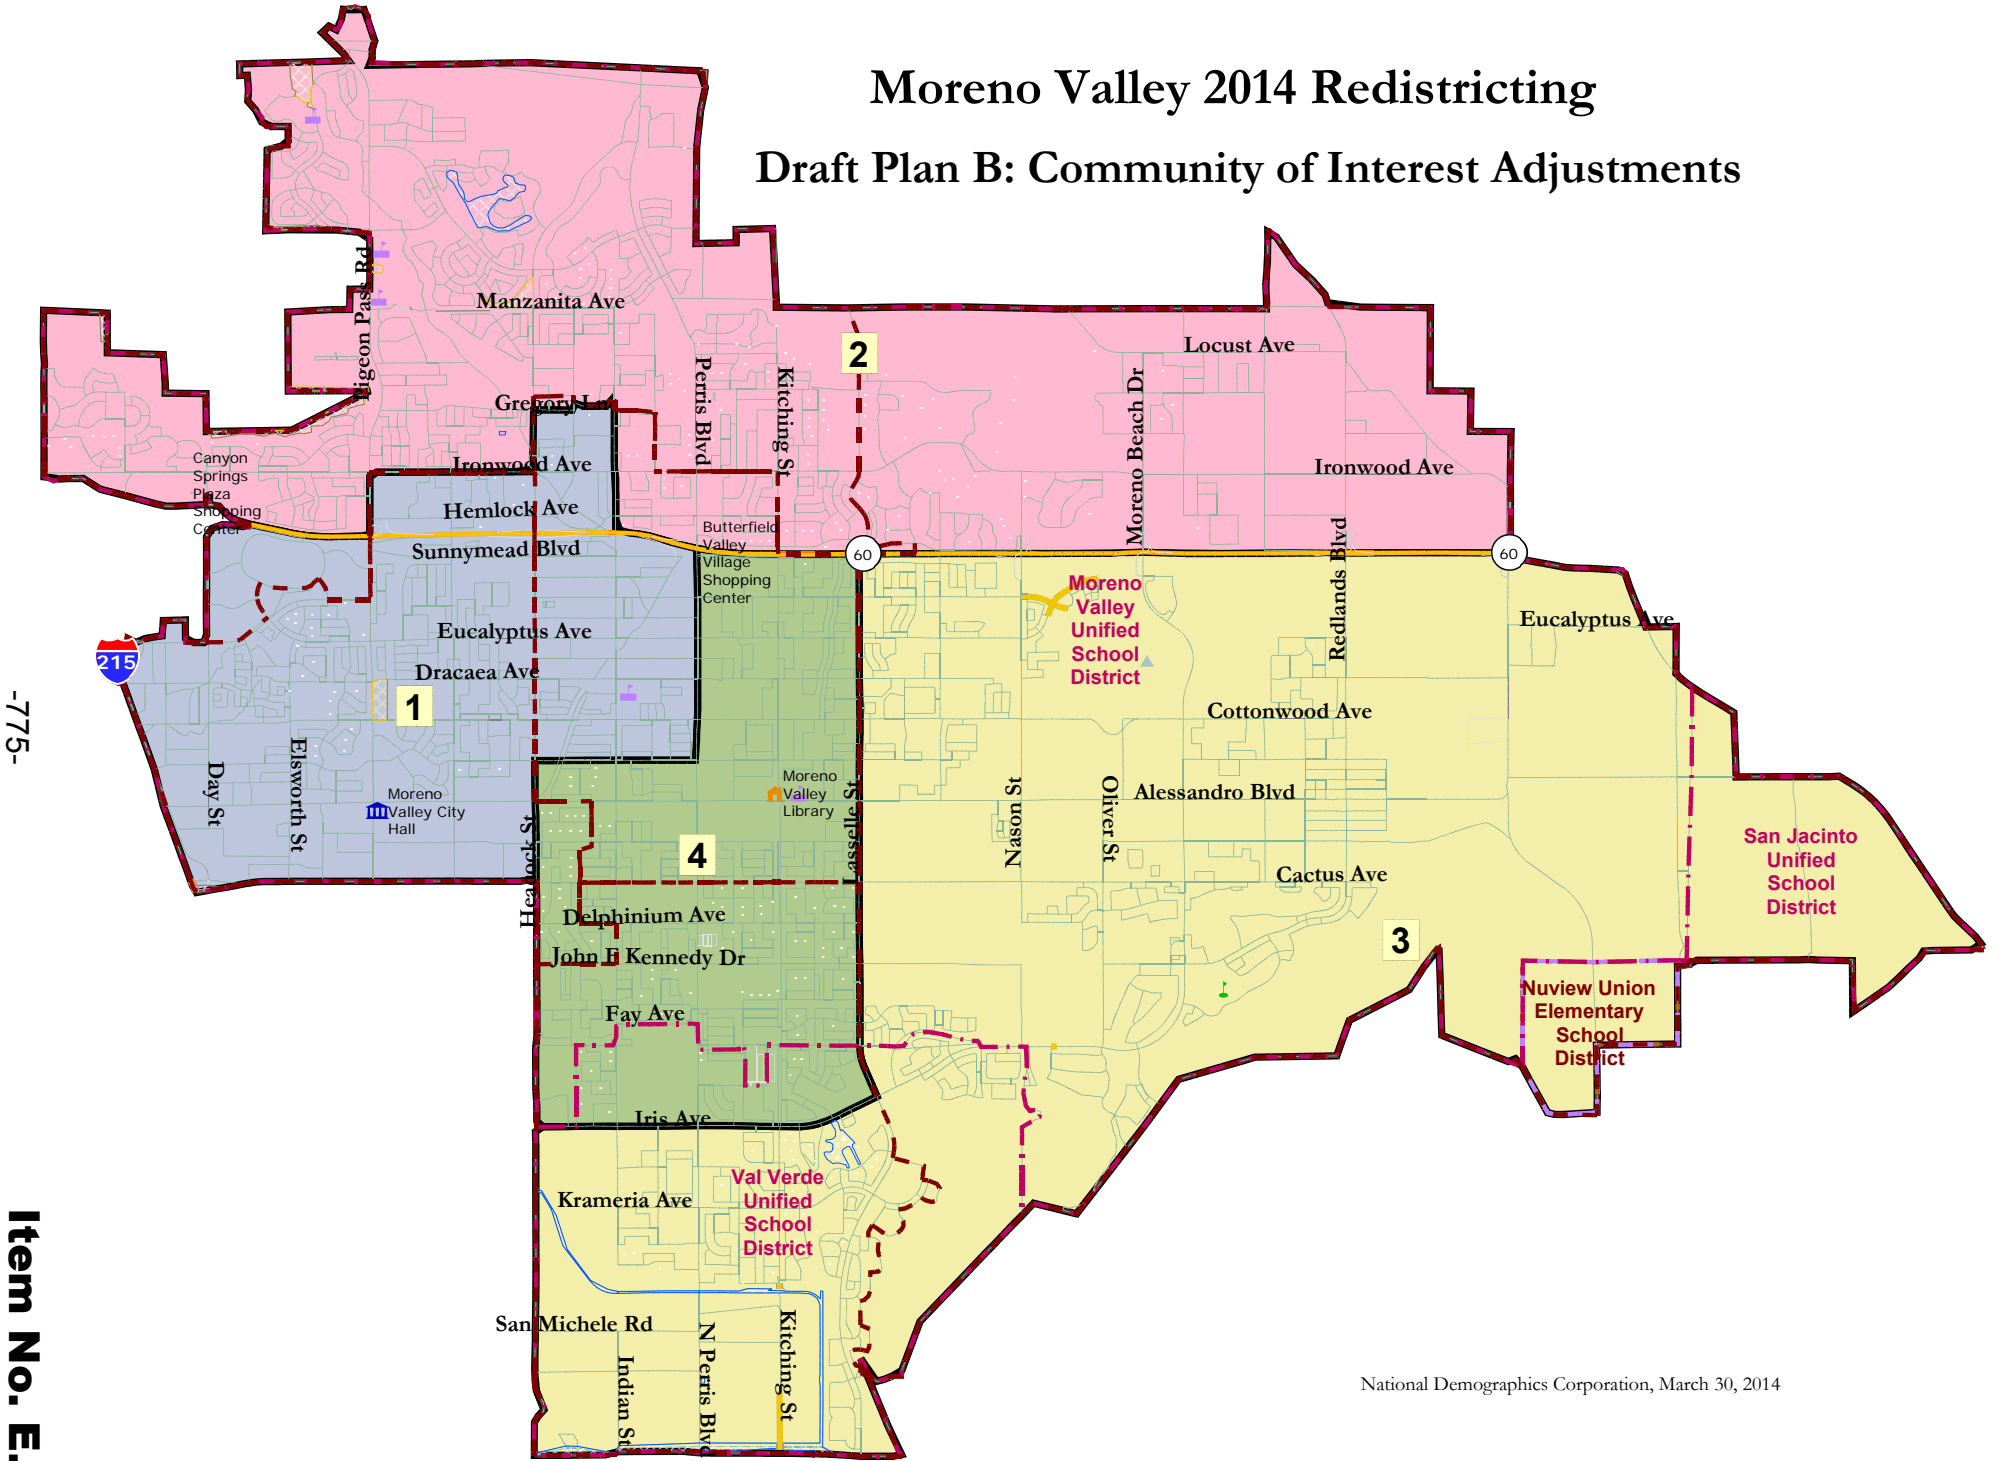 Moreno Valley 2014 Redistricting
Draft Plan B: Community of Interest Adjustments
Pigeon Pass Rd
Manzanita Ave
2
Locust Ave
Perris Blvd
Kitching St
Moreno Beach Dr
Gregory Ln
Ironwood Ave
Ironwood Ave
Canyon
Springs
Plaza
Shopping
Center
Hemlock Ave
Sunnymead Blvd
Butterfield
Valley
Village
Shopping
Center
60
60
Redlands Blvd
Moreno
Valley
Unified
School
District
Eucalyptus Ave
Eucalyptus Ave
215
Dracaea Ave
1
Cottonwood Ave
-775-
Day St
Elsworth St
Moreno
Valley City
Hall
Moreno
Valley
Library
Heacock St
Lasselle St
Nason St
Oliver St
Alessandro Blvd
4
San Jacinto
Unified
School
District
Cactus Ave
Delphinium Ave
3
John F Kennedy Dr
Nuview Union
Elementary
School
District
Fay Ave
Iris Ave
Val Verde
Unified
School
District
Krameria Ave
San Michele Rd
Indian St
N Perris Blvd
Kitching St
National Demographics Corporation, March 30, 2014
Item No. E.